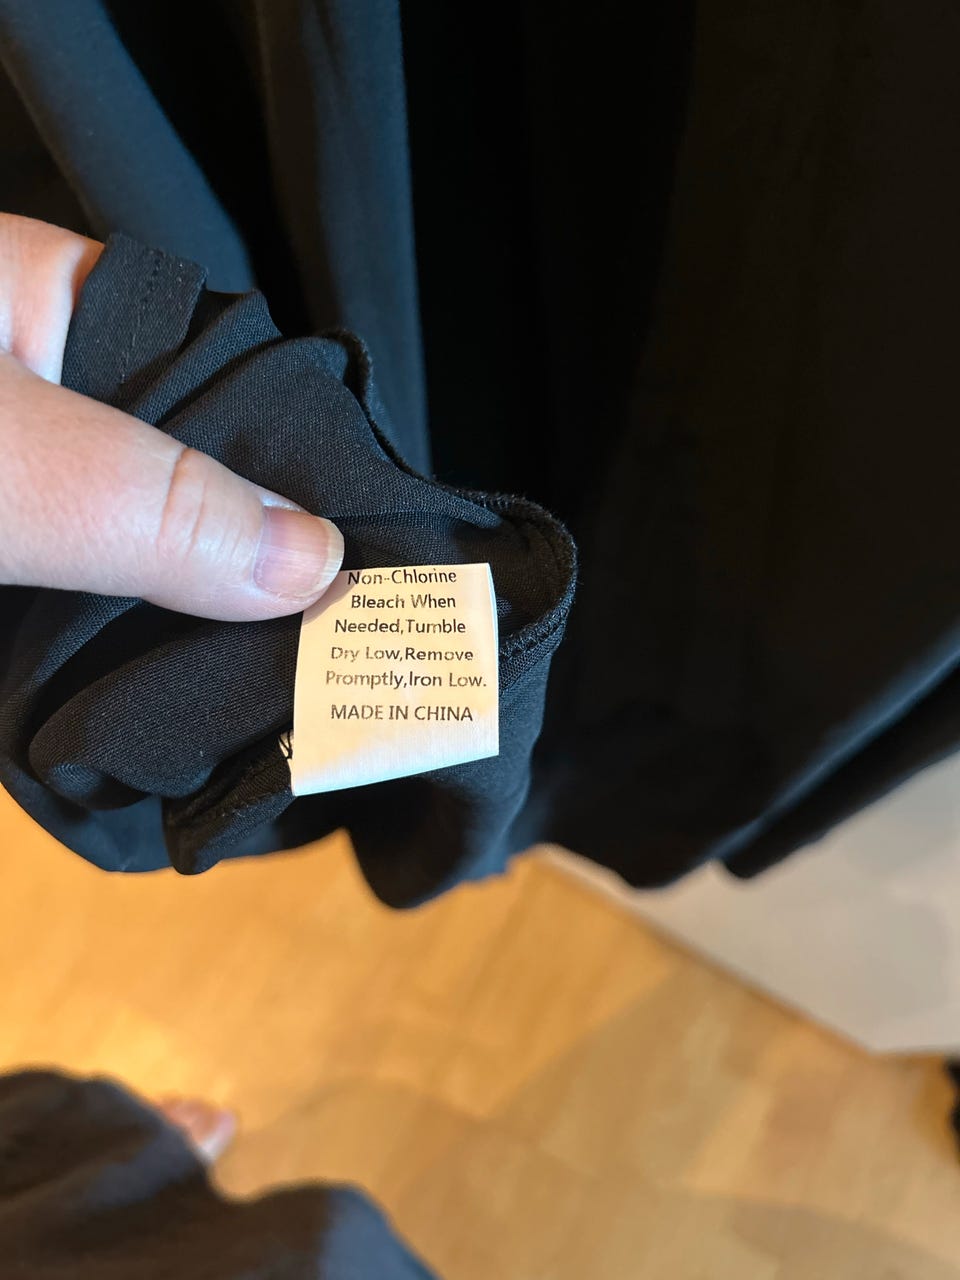 Non-Chlorine
Bleach When
Needed,Tumble
Dry Low,Remove
Promptly,Iron Low.
MADE IN CHINA